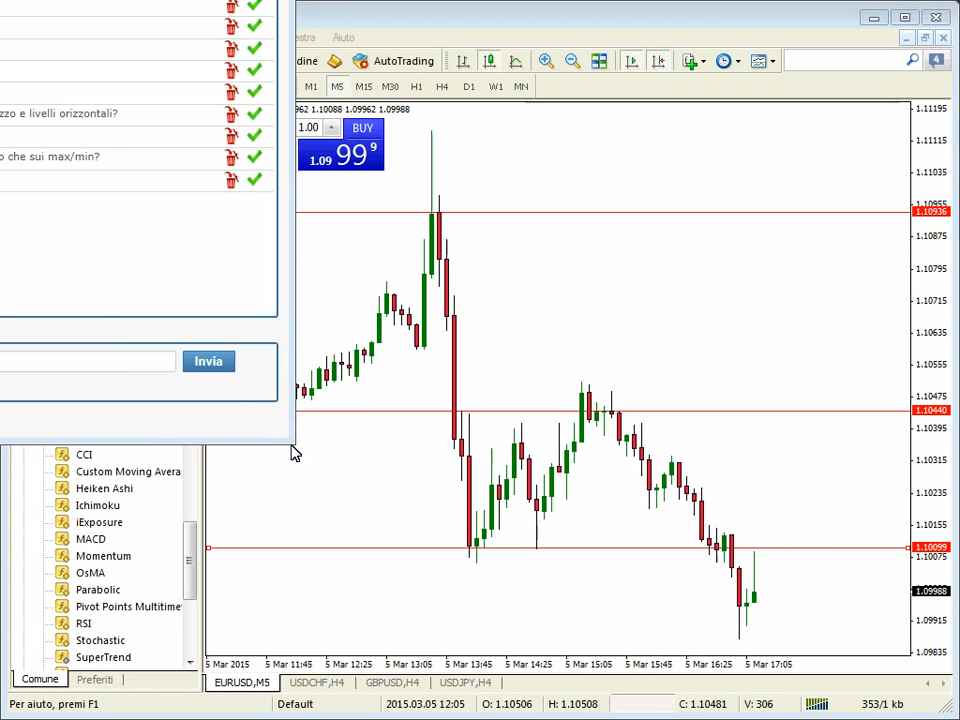 estra Aiuto
dine AutoTrading 4
M1 M5 M15 M30 H1 H4 D1 W1 MN
962 1.10088 1.09962 1.09988
1.00 BUY
1.09 99 9
zzo e livelli orizzontali?
o che sui max/min?
Invia
1.11195
1.11115
1.11035
1.10955
1.10936
1.10875
1.10795
1.10715
1.10635
1.10555
1.10475
1.10440
1.10395
1.10315
1.10235
1.10155
1.10099
1.10075
1.09988
1.09915
1.09835
CCI
Custom Moving Avera
Heiken Ashi
Ichimoku
iExposure
MACD
Momentum
OsMA
Parabolic
Pivot Points Multitime
RSI
Stochastic
SuperTrend
Comune Preferiti
5 Mar 2015 5 Mar 11:45 5 Mar 12:25 5 Mar 13:05 5 Mar 13:45 5 Mar 14:25 5 Mar 15:05 5 Mar 15:45 5 Mar 16:25 5 Mar 17:05
EURUSD,M5 USDCHF,H4 GBPUSD,H4 USDJPY,H4
Per aiuto, premi F1 Default 2015.03.05 12:05 O: 1.10506 H: 1.10508 C: 1.10481 V: 306 353/1 kb